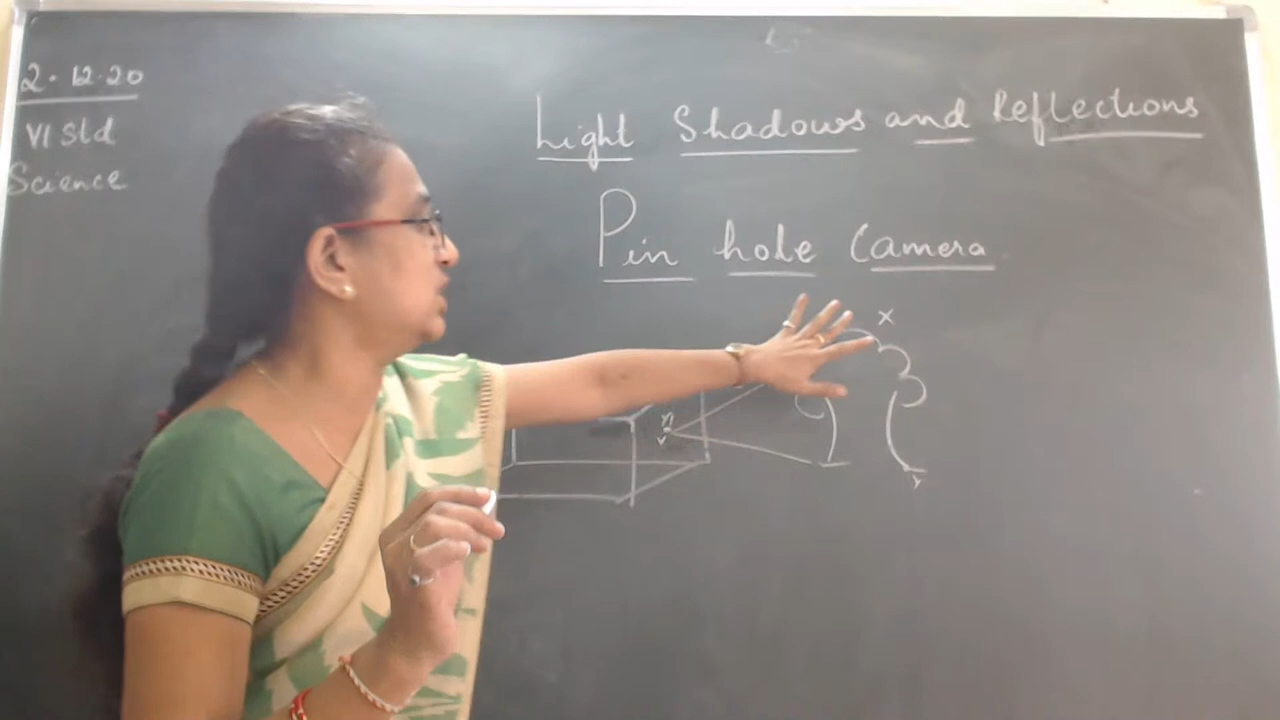 2.12.20
VI Std
Science
Light Shadows and Reflections
Pin hole Camera
X
Y